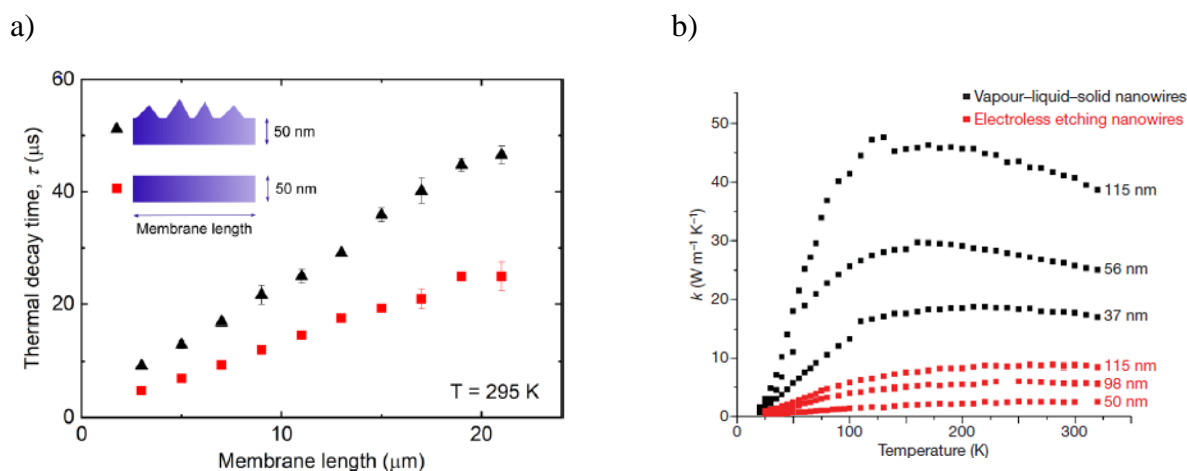 a)
60
40
20
0
Thermal decay time, τ (μs)
50 nm
50 nm
Membrane length
T = 295 K
0
10
20
Membrane length (μm)
b)
Vapour–liquid–solid nanowires
Electroless etching nanowires
50
40
30
20
10
0
k (W m⁻¹ K⁻¹)
115 nm
56 nm
37 nm
115 nm
98 nm
50 nm
0
100
200
300
Temperature (K)